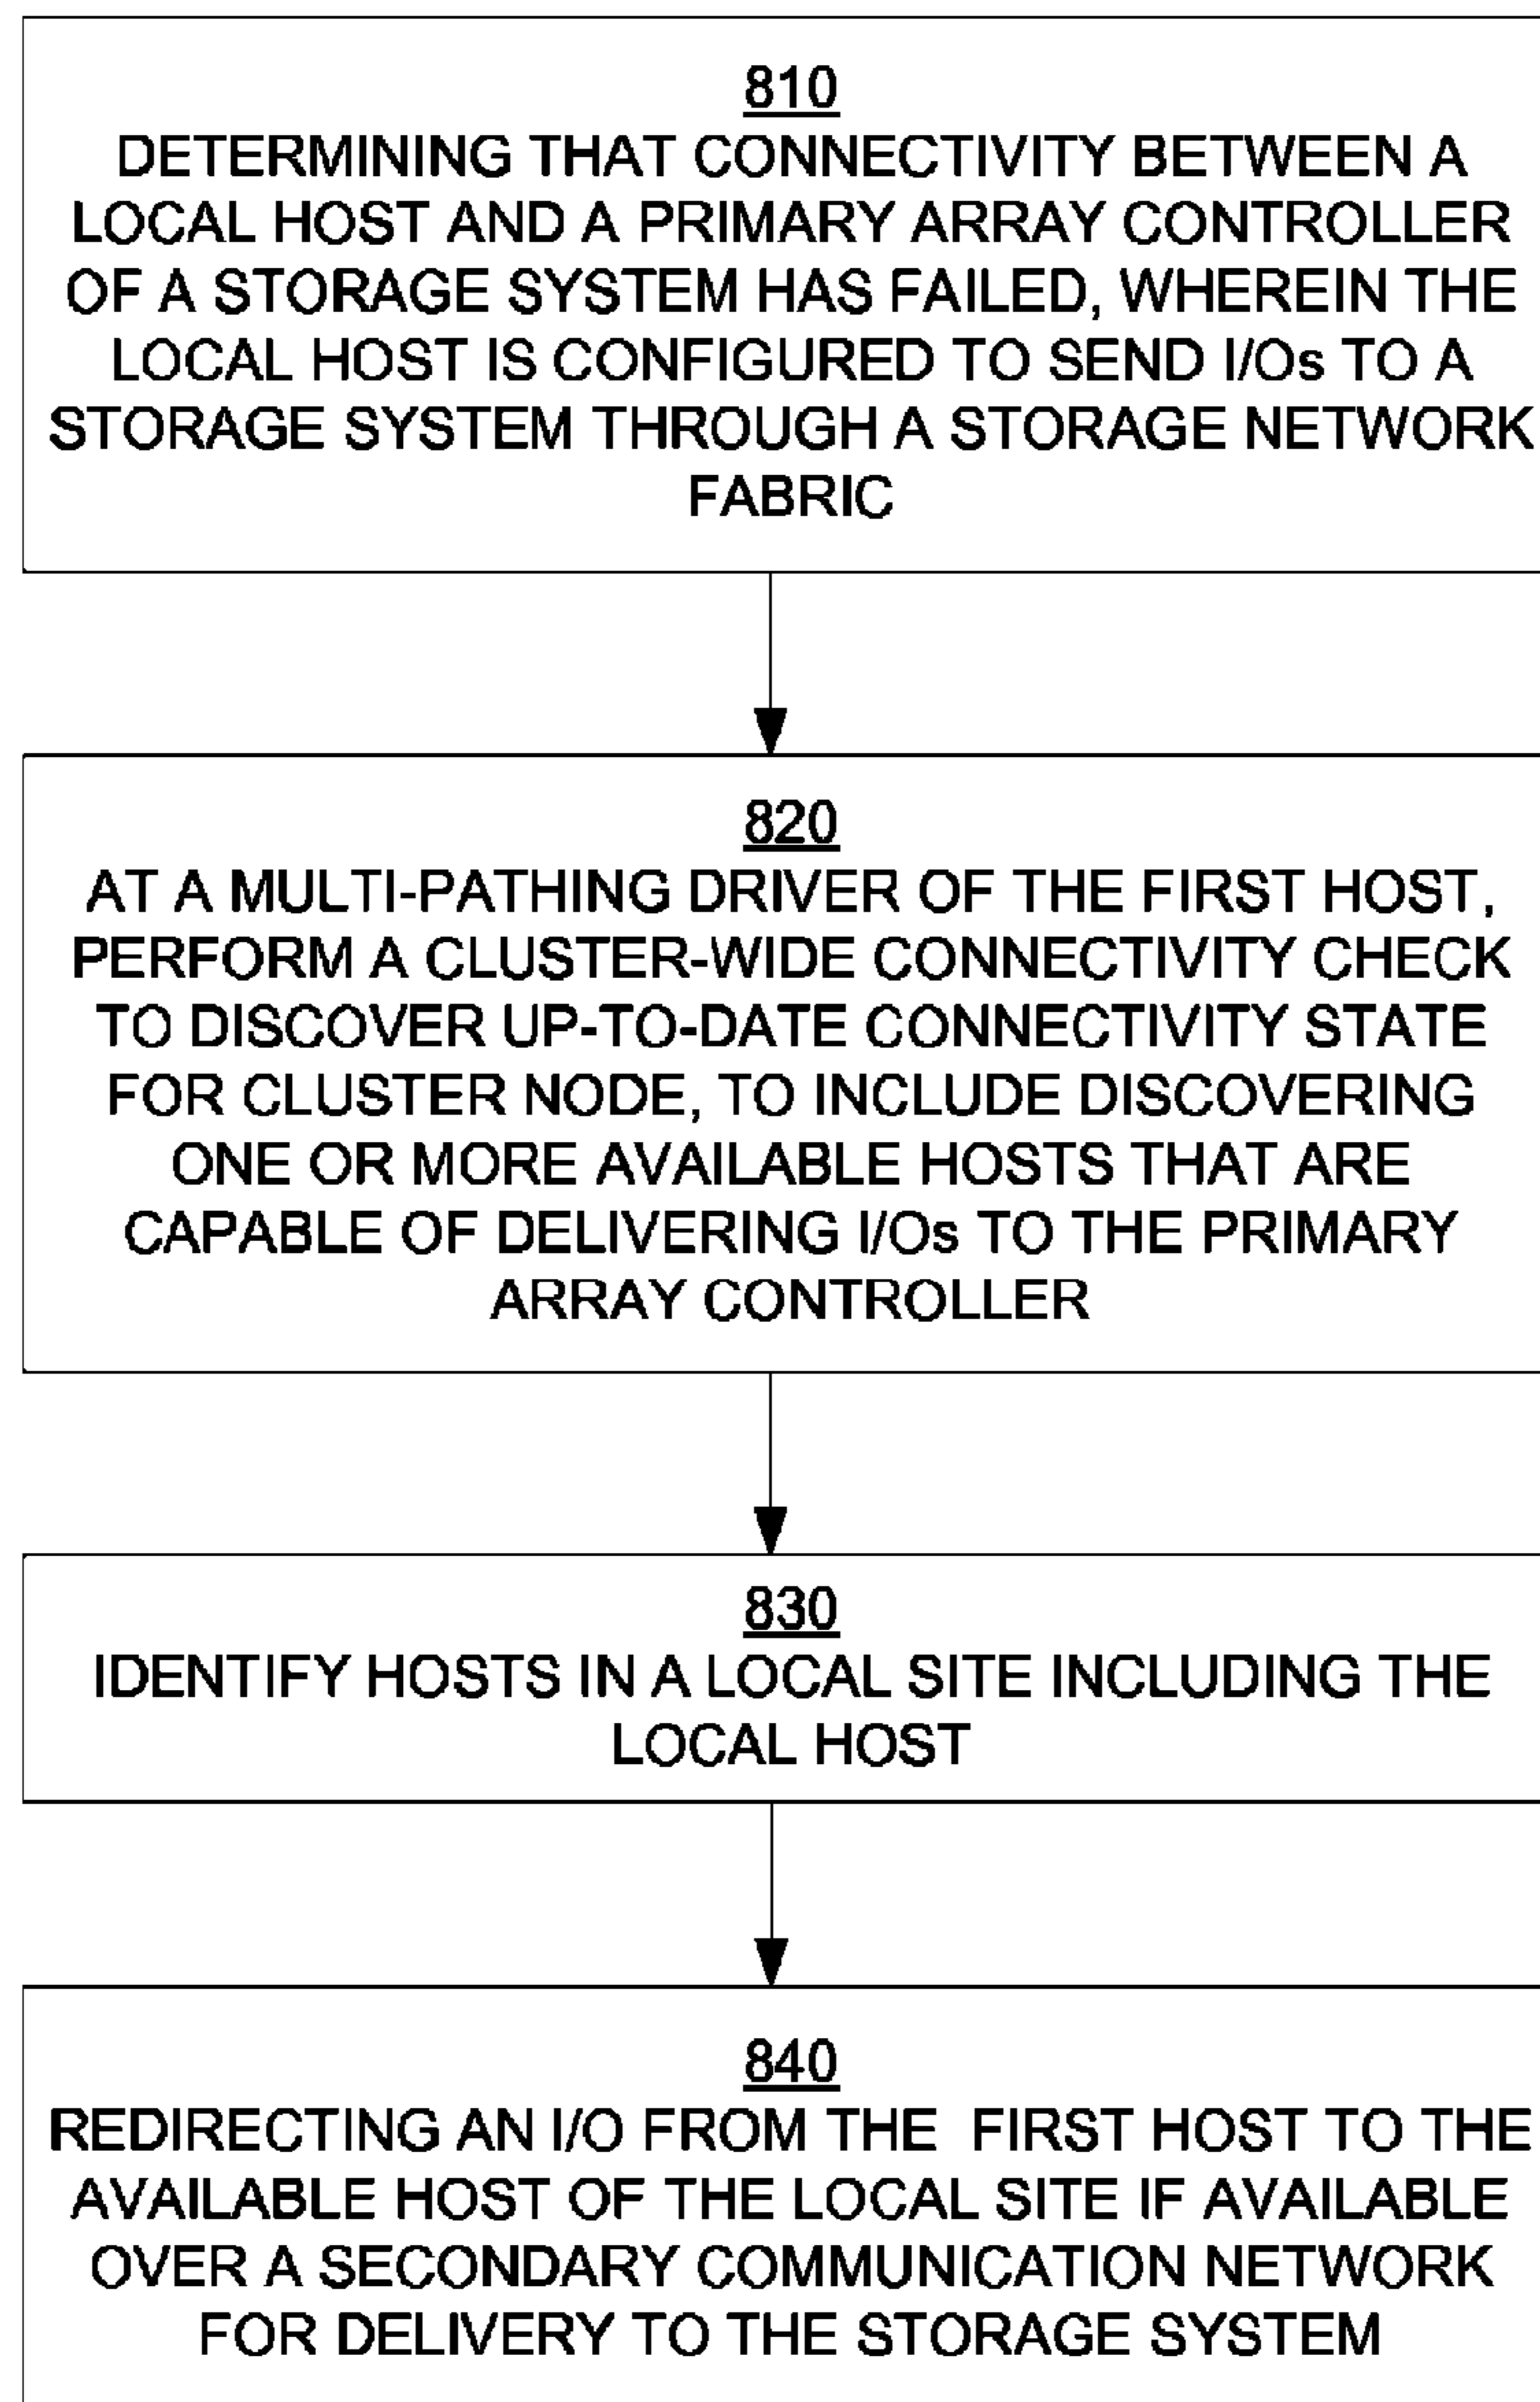 810
DETERMINING THAT CONNECTIVITY BETWEEN A
LOCAL HOST AND A PRIMARY ARRAY CONTROLLER
OF A STORAGE SYSTEM HAS FAILED, WHEREIN THE
LOCAL HOST IS CONFIGURED TO SEND I/Os TO A
STORAGE SYSTEM THROUGH A STORAGE NETWORK
FABRIC
820
AT A MULTI-PATHING DRIVER OF THE FIRST HOST,
PERFORM A CLUSTER-WIDE CONNECTIVITY CHECK
TO DISCOVER UP-TO-DATE CONNECTIVITY STATE
FOR CLUSTER NODE, TO INCLUDE DISCOVERING
ONE OR MORE AVAILABLE HOSTS THAT ARE
CAPABLE OF DELIVERING I/Os TO THE PRIMARY
ARRAY CONTROLLER
830
IDENTIFY HOSTS IN A LOCAL SITE INCLUDING THE
LOCAL HOST
840
REDIRECTING AN I/O FROM THE FIRST HOST TO THE
AVAILABLE HOST OF THE LOCAL SITE IF AVAILABLE
OVER A SECONDARY COMMUNICATION NETWORK
FOR DELIVERY TO THE STORAGE SYSTEM